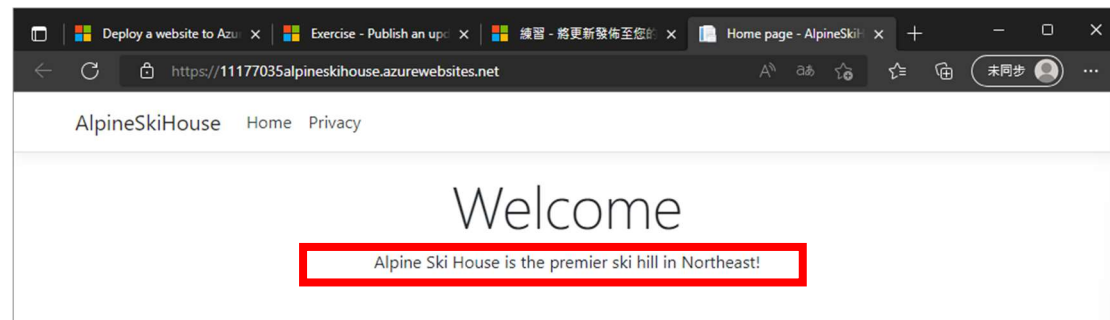 Deploy a website to Azu
Exercise - Publish an upd
練習 - 將更新發佈至您的
Home page - AlpineSkiH
https://11177035alpineskihouse.azurewebsites.net
未同步
AlpineSkiHouse Home Privacy
Welcome
Alpine Ski House is the premier ski hill in Northeast!